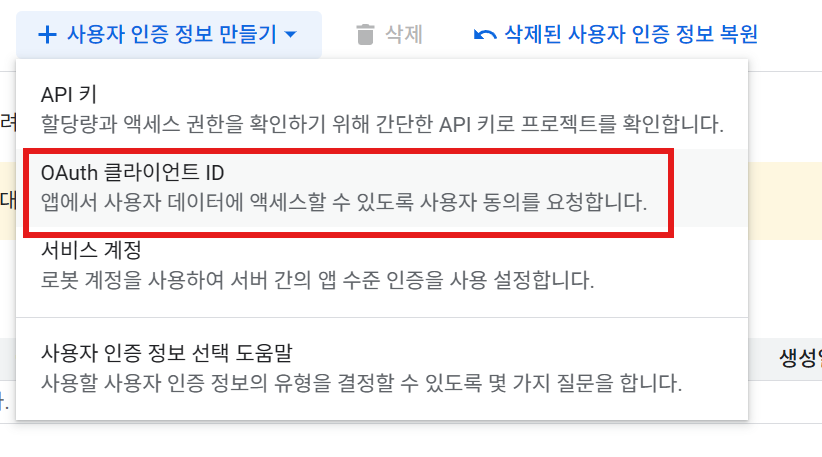 사용자 인증 정보 만들기 삭제 삭제된 사용자 인증 정보 복원
API 키
할당량과 액세스 권한을 확인하기 위해 간단한 API 키로 프로젝트를 확인합니다.
OAuth 클라이언트 ID
앱에서 사용자 데이터에 액세스할 수 있도록 사용자 동의를 요청합니다.
서비스 계정
로봇 계정을 사용하여 서버 간의 앱 수준 인증을 사용 설정합니다.
사용자 인증 정보 선택 도움말
사용할 사용자 인증 정보의 유형을 결정할 수 있도록 몇 가지 질문을 합니다.